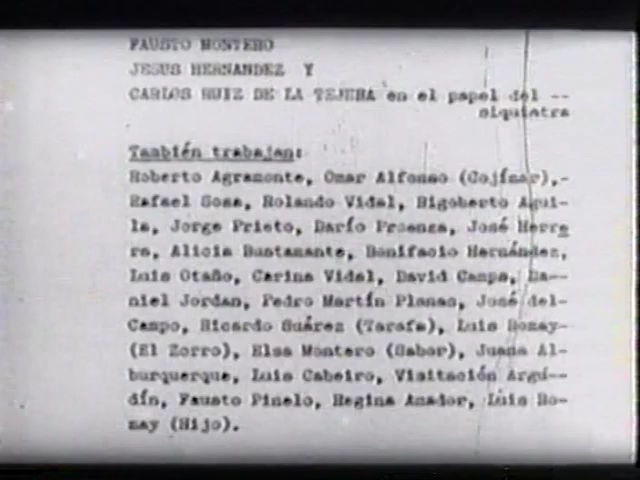 FAUSTO MONTERO
JESUS HERNANDEZ Y
CARLOS RUIZ DE LA TEJERA en el papel del --
siquiatra
También trabajan:
Roberto Agramonte, Omar Alfonso (Cojímar),-
Rafael Sosa, Rolando Vidal, Rigoberto Agui-
la, Jorge Prieto, Darío Proenza, José Herre
ra, Alicia Bustamante, Bonifacio Hernández,
Luis Otaño, Carina Vidal, David Camps, Da--
niel Jordan, Pedro Martín Planas, José del-
Campo, Ricardo Suárez (Tarafa), Luis Romay-
(El Zorro), Elsa Montero (Sabor), Juana Al-
burquerque, Luis Cabeiro, Visitación Argú--
dín, Fausto Pinelo, Regina Amador, Luis Ro-
may (Hijo).